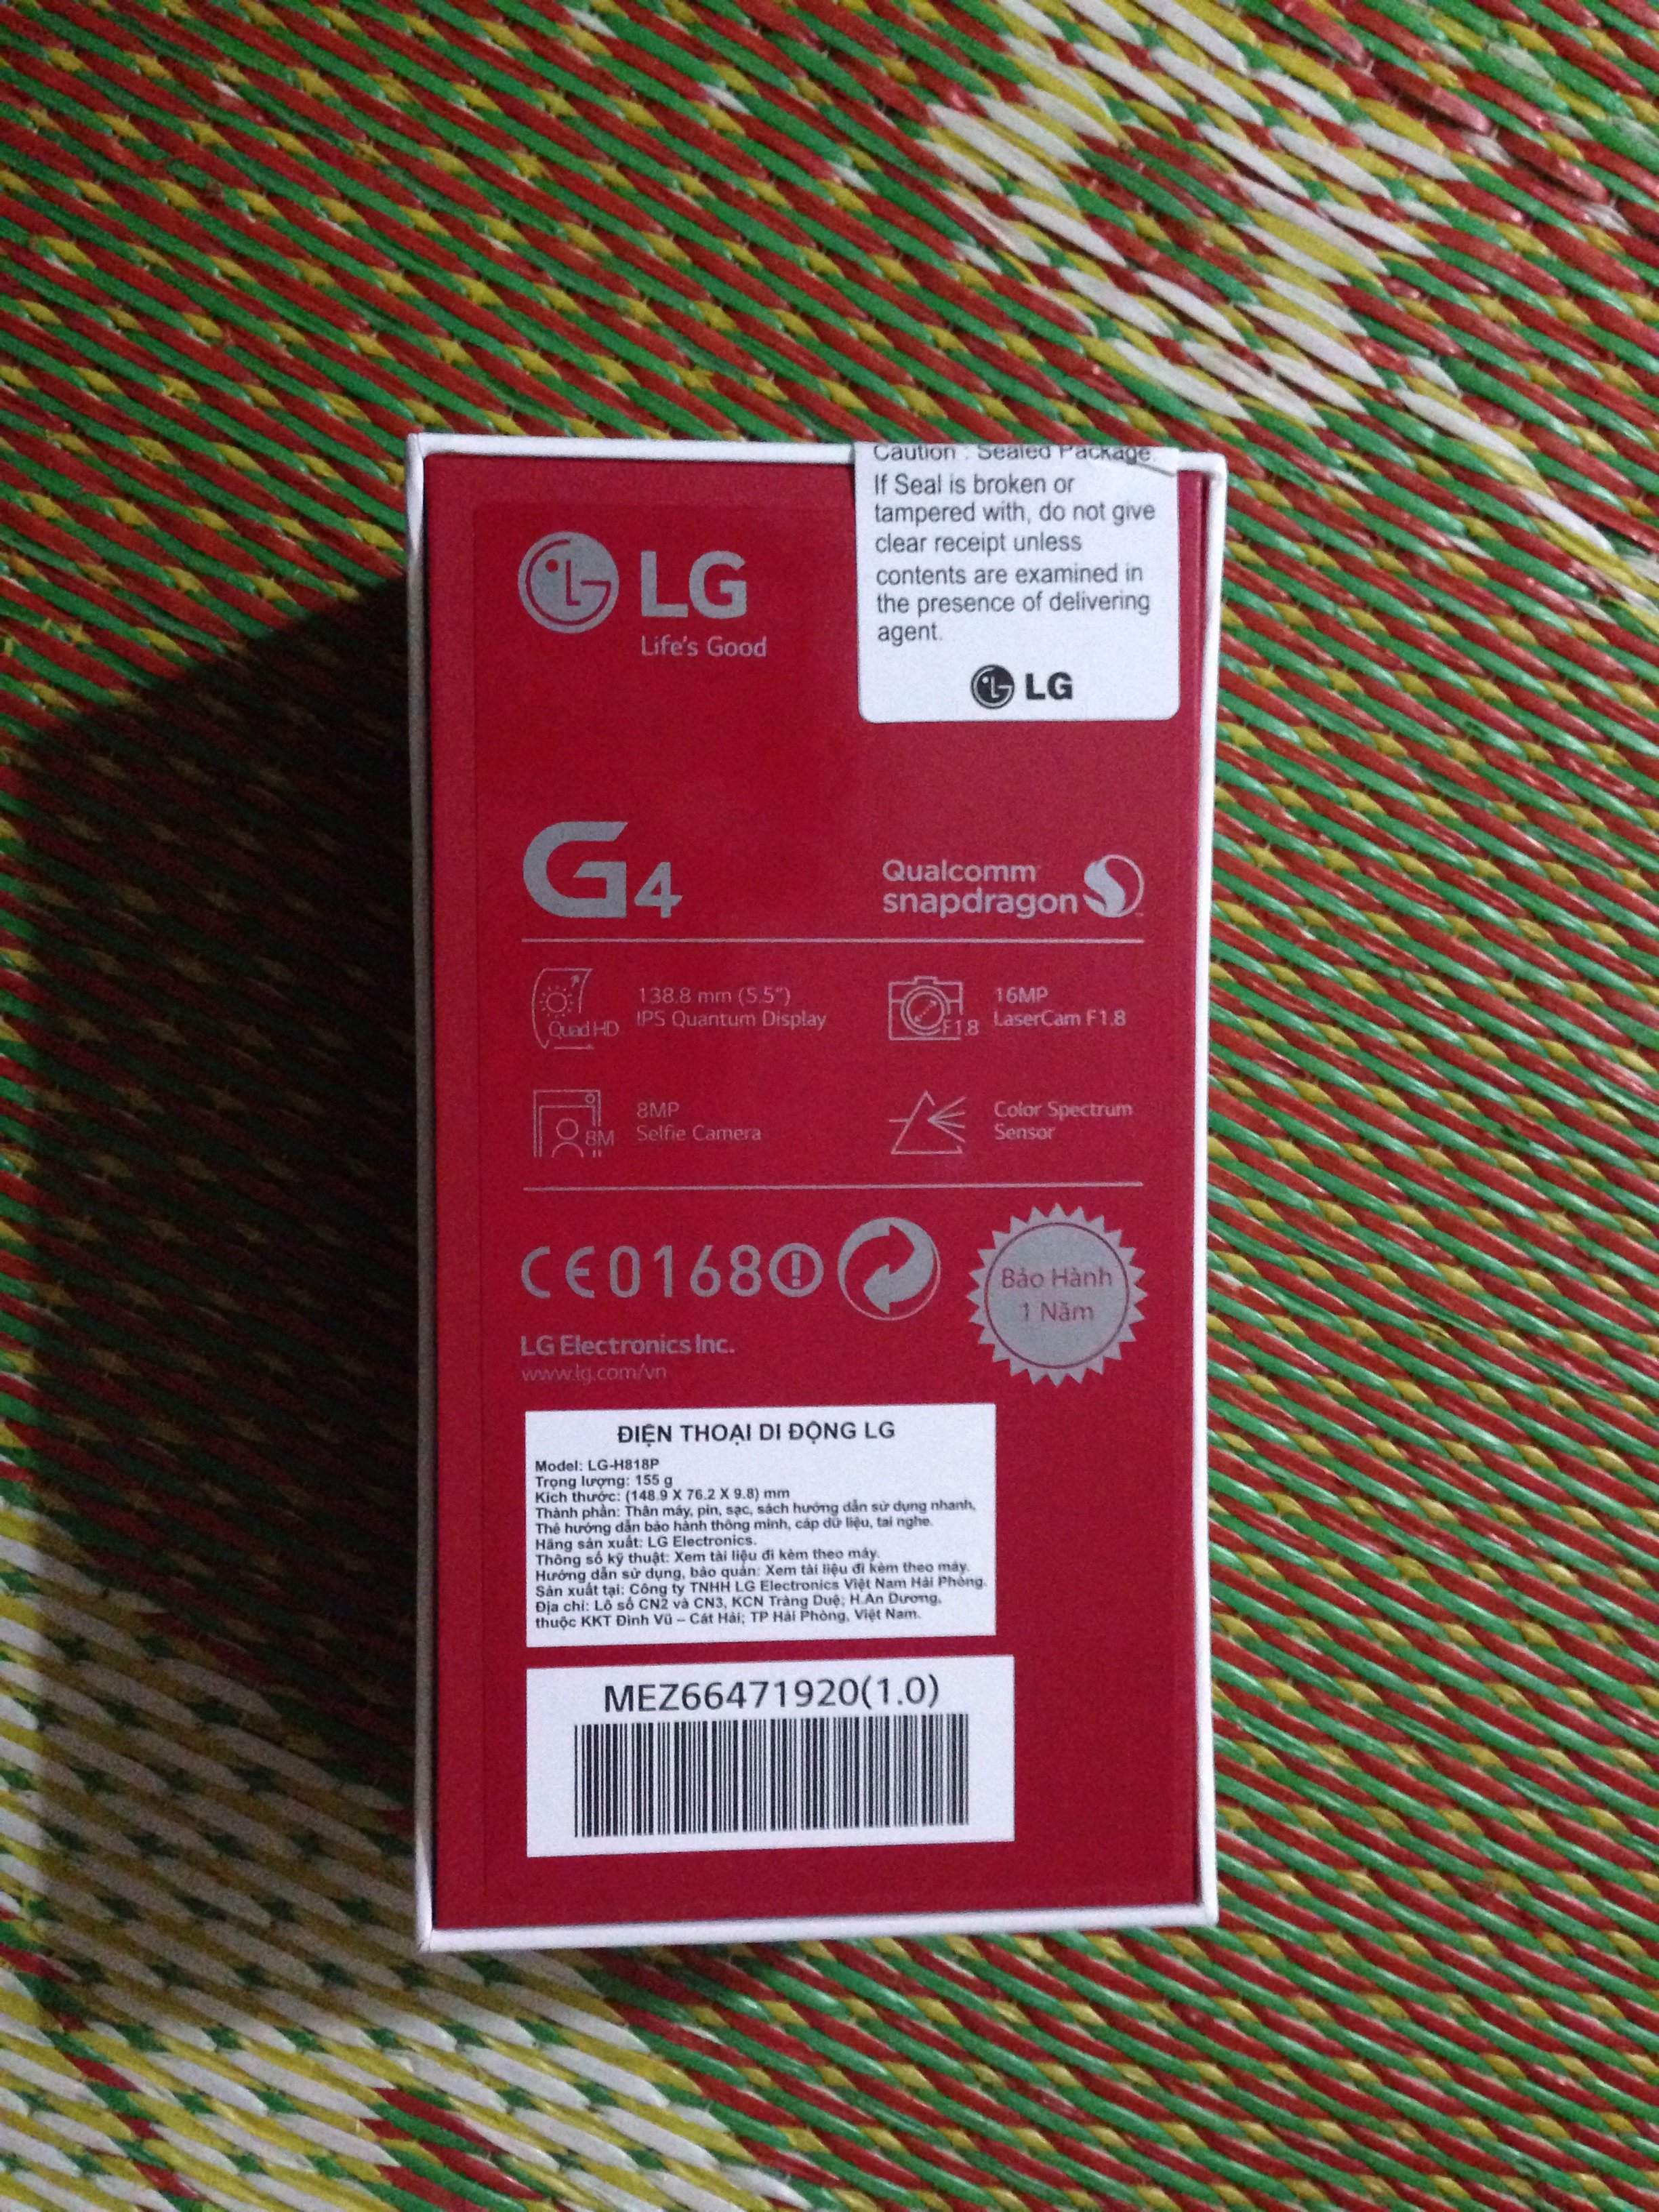 Caution : Sealed Package.
If Seal is broken or
tampered with, do not give
clear receipt unless
contents are examined in
the presence of delivering
agent.
LG
LG
Life's Good
G4
Qualcomm
snapdragon
Quad HD
138.8 mm (5.5")
IPS Quantum Display
F1.8
16MP
LaserCam F1.8
8M
8MP
Selfie Camera
Color Spectrum
Sensor
CE0168
Bảo Hành
1 Năm
LG Electronics Inc.
www.lg.com/vn
ĐIỆN THOẠI DI ĐỘNG LG
Model: LG-H818P
Trọng lượng: 155 g
Kích thước: (148.9 X 76.2 X 9.8) mm
Thành phần: Thân máy, pin, sạc, sách hướng dẫn sử dụng nhanh,
Thẻ hướng dẫn bảo hành thông minh, cáp dữ liệu, tai nghe.
Hãng sản xuất: LG Electronics.
Thông số kỹ thuật: Xem tài liệu đi kèm theo máy.
Hướng dẫn sử dụng, bảo quản: Xem tài liệu đi kèm theo máy.
Sản xuất tại: Công ty TNHH LG Electronics Việt Nam Hải Phòng.
Địa chỉ: Lô số CN2 và CN3, KCN Tràng Duệ; H.An Dương,
thuộc KKT Đình Vũ – Cát Hải; TP Hải Phòng, Việt Nam.
MEZ66471920(1.0)